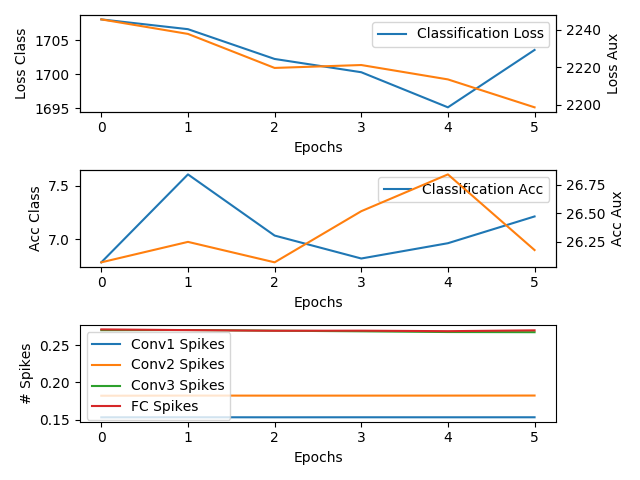 Classification Loss
Loss Class
1705
1700
1695
2240
2220
2200
Loss Aux
0 1 2 3 4 5
Epochs
Classification Acc
Acc Class
7.5
7.0
26.75
26.50
26.25
Acc Aux
0 1 2 3 4 5
Epochs
# Spikes
0.25
0.20
0.15
Conv1 Spikes
Conv2 Spikes
Conv3 Spikes
FC Spikes
0 1 2 3 4 5
Epochs